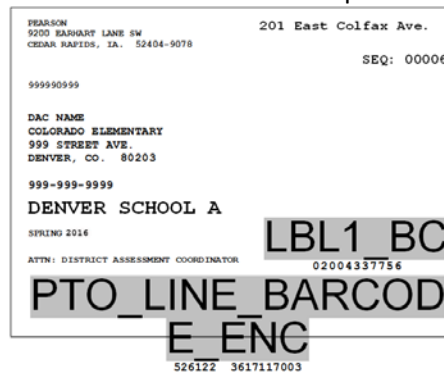 PEARSON
9200 EARHART LANE SW
CEDAR RAPIDS, IA. 52404-9078
201 East Colfax Ave.
SEQ: 00006
999990999
DAC NAME
COLORADO ELEMENTARY
999 STREET AVE.
DENVER, CO. 80203
999-999-9999
DENVER SCHOOL A
SPRING 2016
ATTN: DISTRICT ASSESSMENT COORDINATOR
LBL1_BC
02004337756
PTO_LINE_BARCOD
E_ENC
526122 3617117003